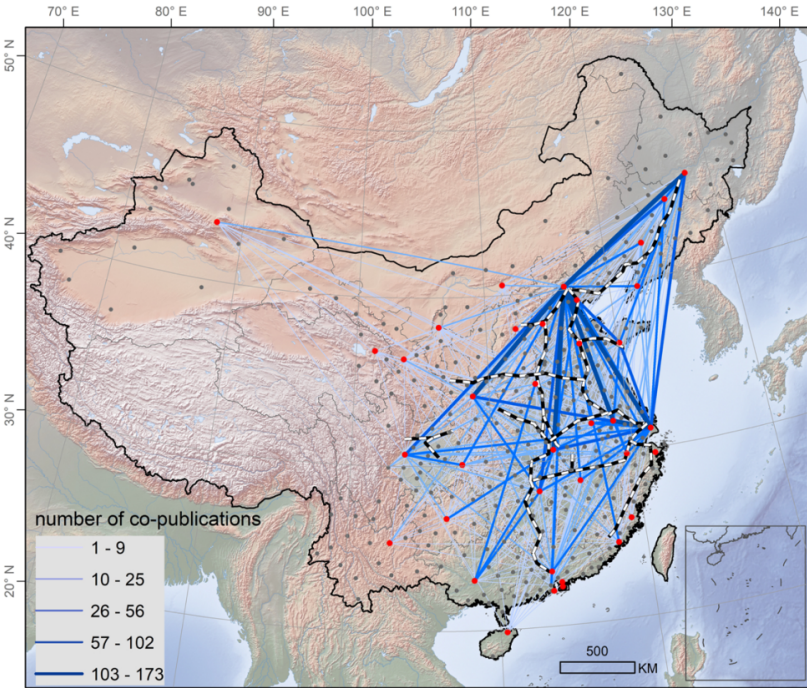 70° E 80° E 90° E 100° E 110° E 120° E 130° E 140° E
50° N
40° N
30° N
20° N
number of co-publications
1 - 9
10 - 25
26 - 56
57 - 102
103 - 173
500
KM